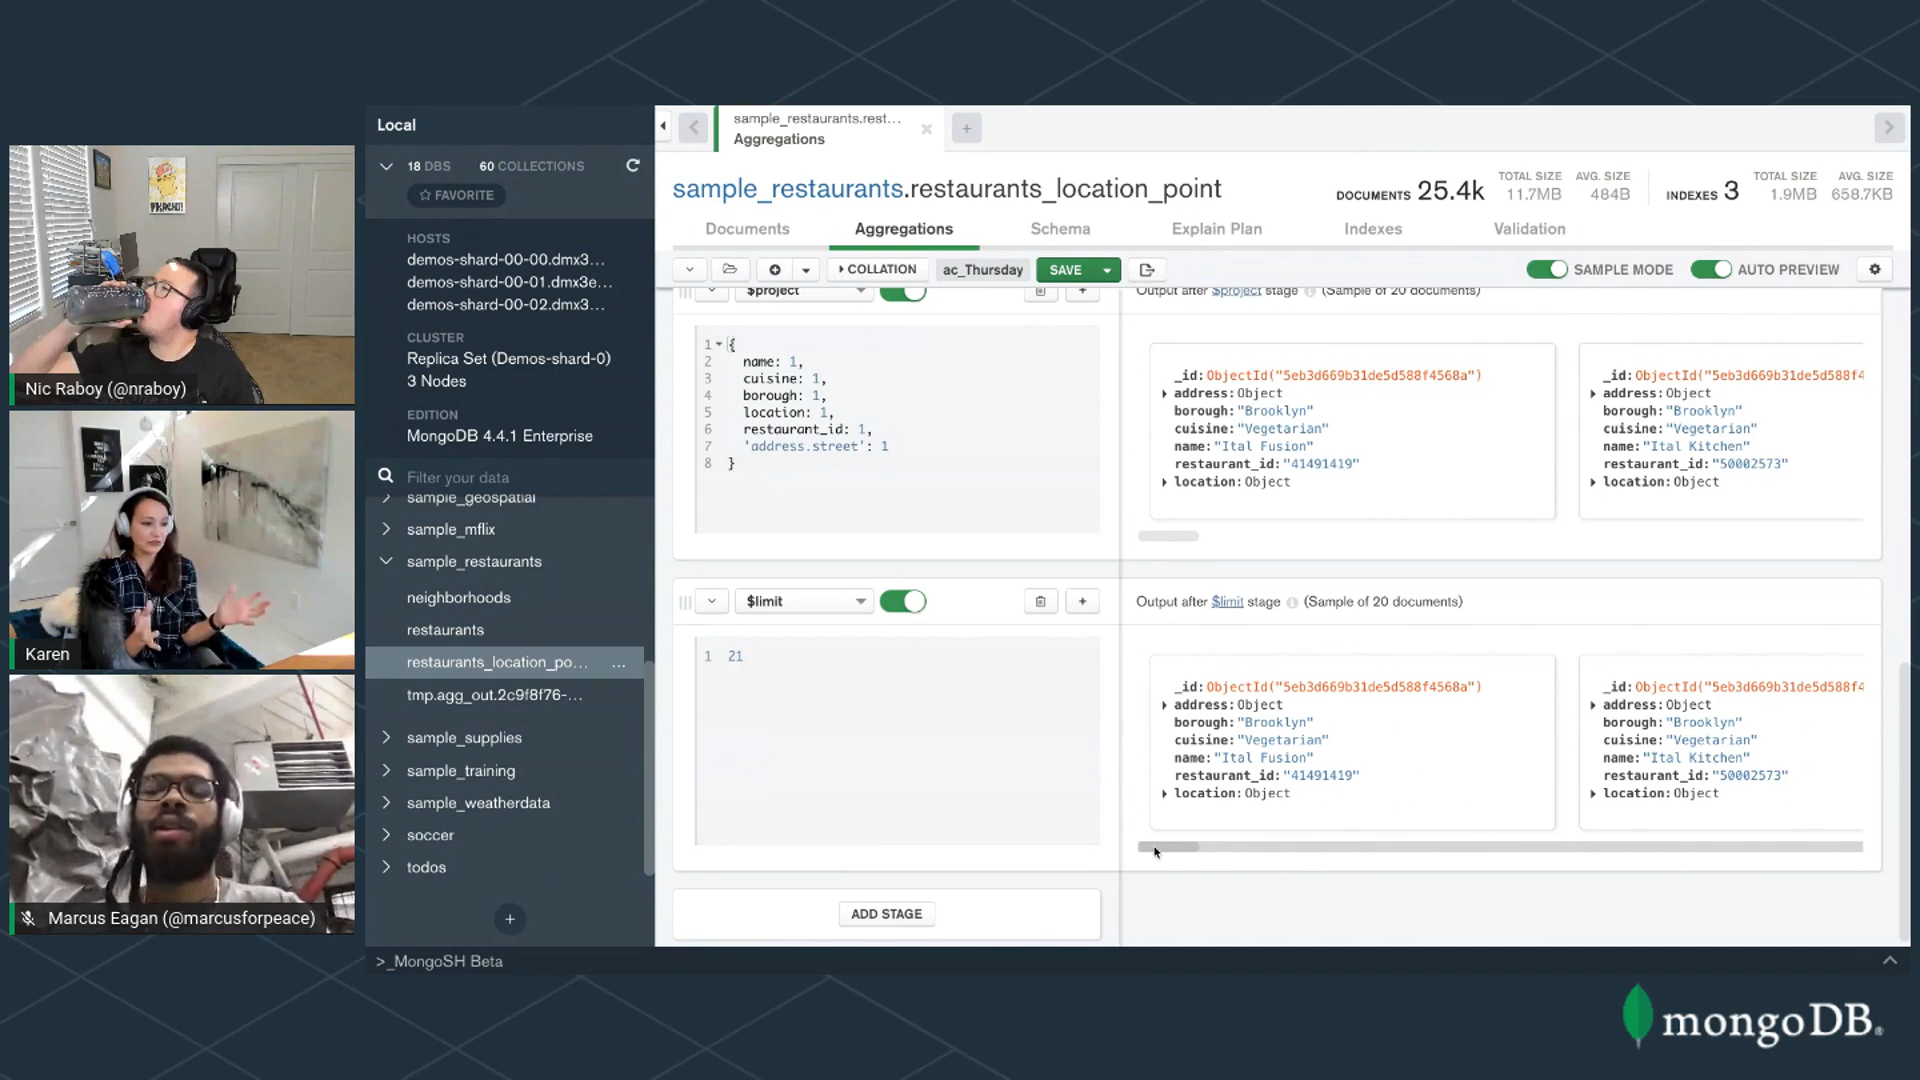 PIKACHU!
Nic Raboy (@nraboy)
Karen
Marcus Eagan (@marcusforpeace)
Local
18 DBS 60 COLLECTIONS
FAVORITE
HOSTS
demos-shard-00-00.dmx3...
demos-shard-00-01.dmx3e...
demos-shard-00-02.dmx3...
CLUSTER
Replica Set (Demos-shard-0)
3 Nodes
EDITION
MongoDB 4.4.1 Enterprise
Filter your data
sample_geospatial
sample_mflix
sample_restaurants
neighborhoods
restaurants
restaurants_location_po... ...
tmp.agg_out.2c9f8f76-...
sample_supplies
sample_training
sample_weatherdata
soccer
todos
+
>_MongoSH Beta
sample_restaurants.rest...
Aggregations
sample_restaurants.restaurants_location_point
DOCUMENTS 25.4k TOTAL SIZE 11.7MB AVG. SIZE 484B INDEXES 3 TOTAL SIZE 1.9MB AVG. SIZE 658.7KB
Documents Aggregations Schema Explain Plan Indexes Validation
COLLATION ac_Thursday SAVE SAMPLE MODE AUTO PREVIEW
$project Output after $project stage (Sample of 20 documents)
1 {
2 name: 1,
3 cuisine: 1,
4 borough: 1,
5 location: 1,
6 restaurant_id: 1,
7 'address.street': 1
8 }
_id:ObjectId("5eb3d669b31de5d588f4568a")
address:Object
borough:"Brooklyn"
cuisine:"Vegetarian"
name:"Ital Fusion"
restaurant_id:"41491419"
location:Object
_id:ObjectId("5eb3d669b31de5d588f4
address:Object
borough:"Brooklyn"
cuisine:"Vegetarian"
name:"Ital Kitchen"
restaurant_id:"50002573"
location:Object
$limit Output after $limit stage (Sample of 20 documents)
1 21
_id:ObjectId("5eb3d669b31de5d588f4568a")
address:Object
borough:"Brooklyn"
cuisine:"Vegetarian"
name:"Ital Fusion"
restaurant_id:"41491419"
location:Object
_id:ObjectId("5eb3d669b31de5d588f4
address:Object
borough:"Brooklyn"
cuisine:"Vegetarian"
name:"Ital Kitchen"
restaurant_id:"50002573"
location:Object
ADD STAGE
mongoDB.